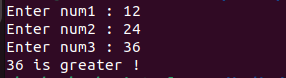 Enter num1 : 12
Enter num2 : 24
Enter num3 : 36
36 is greater !